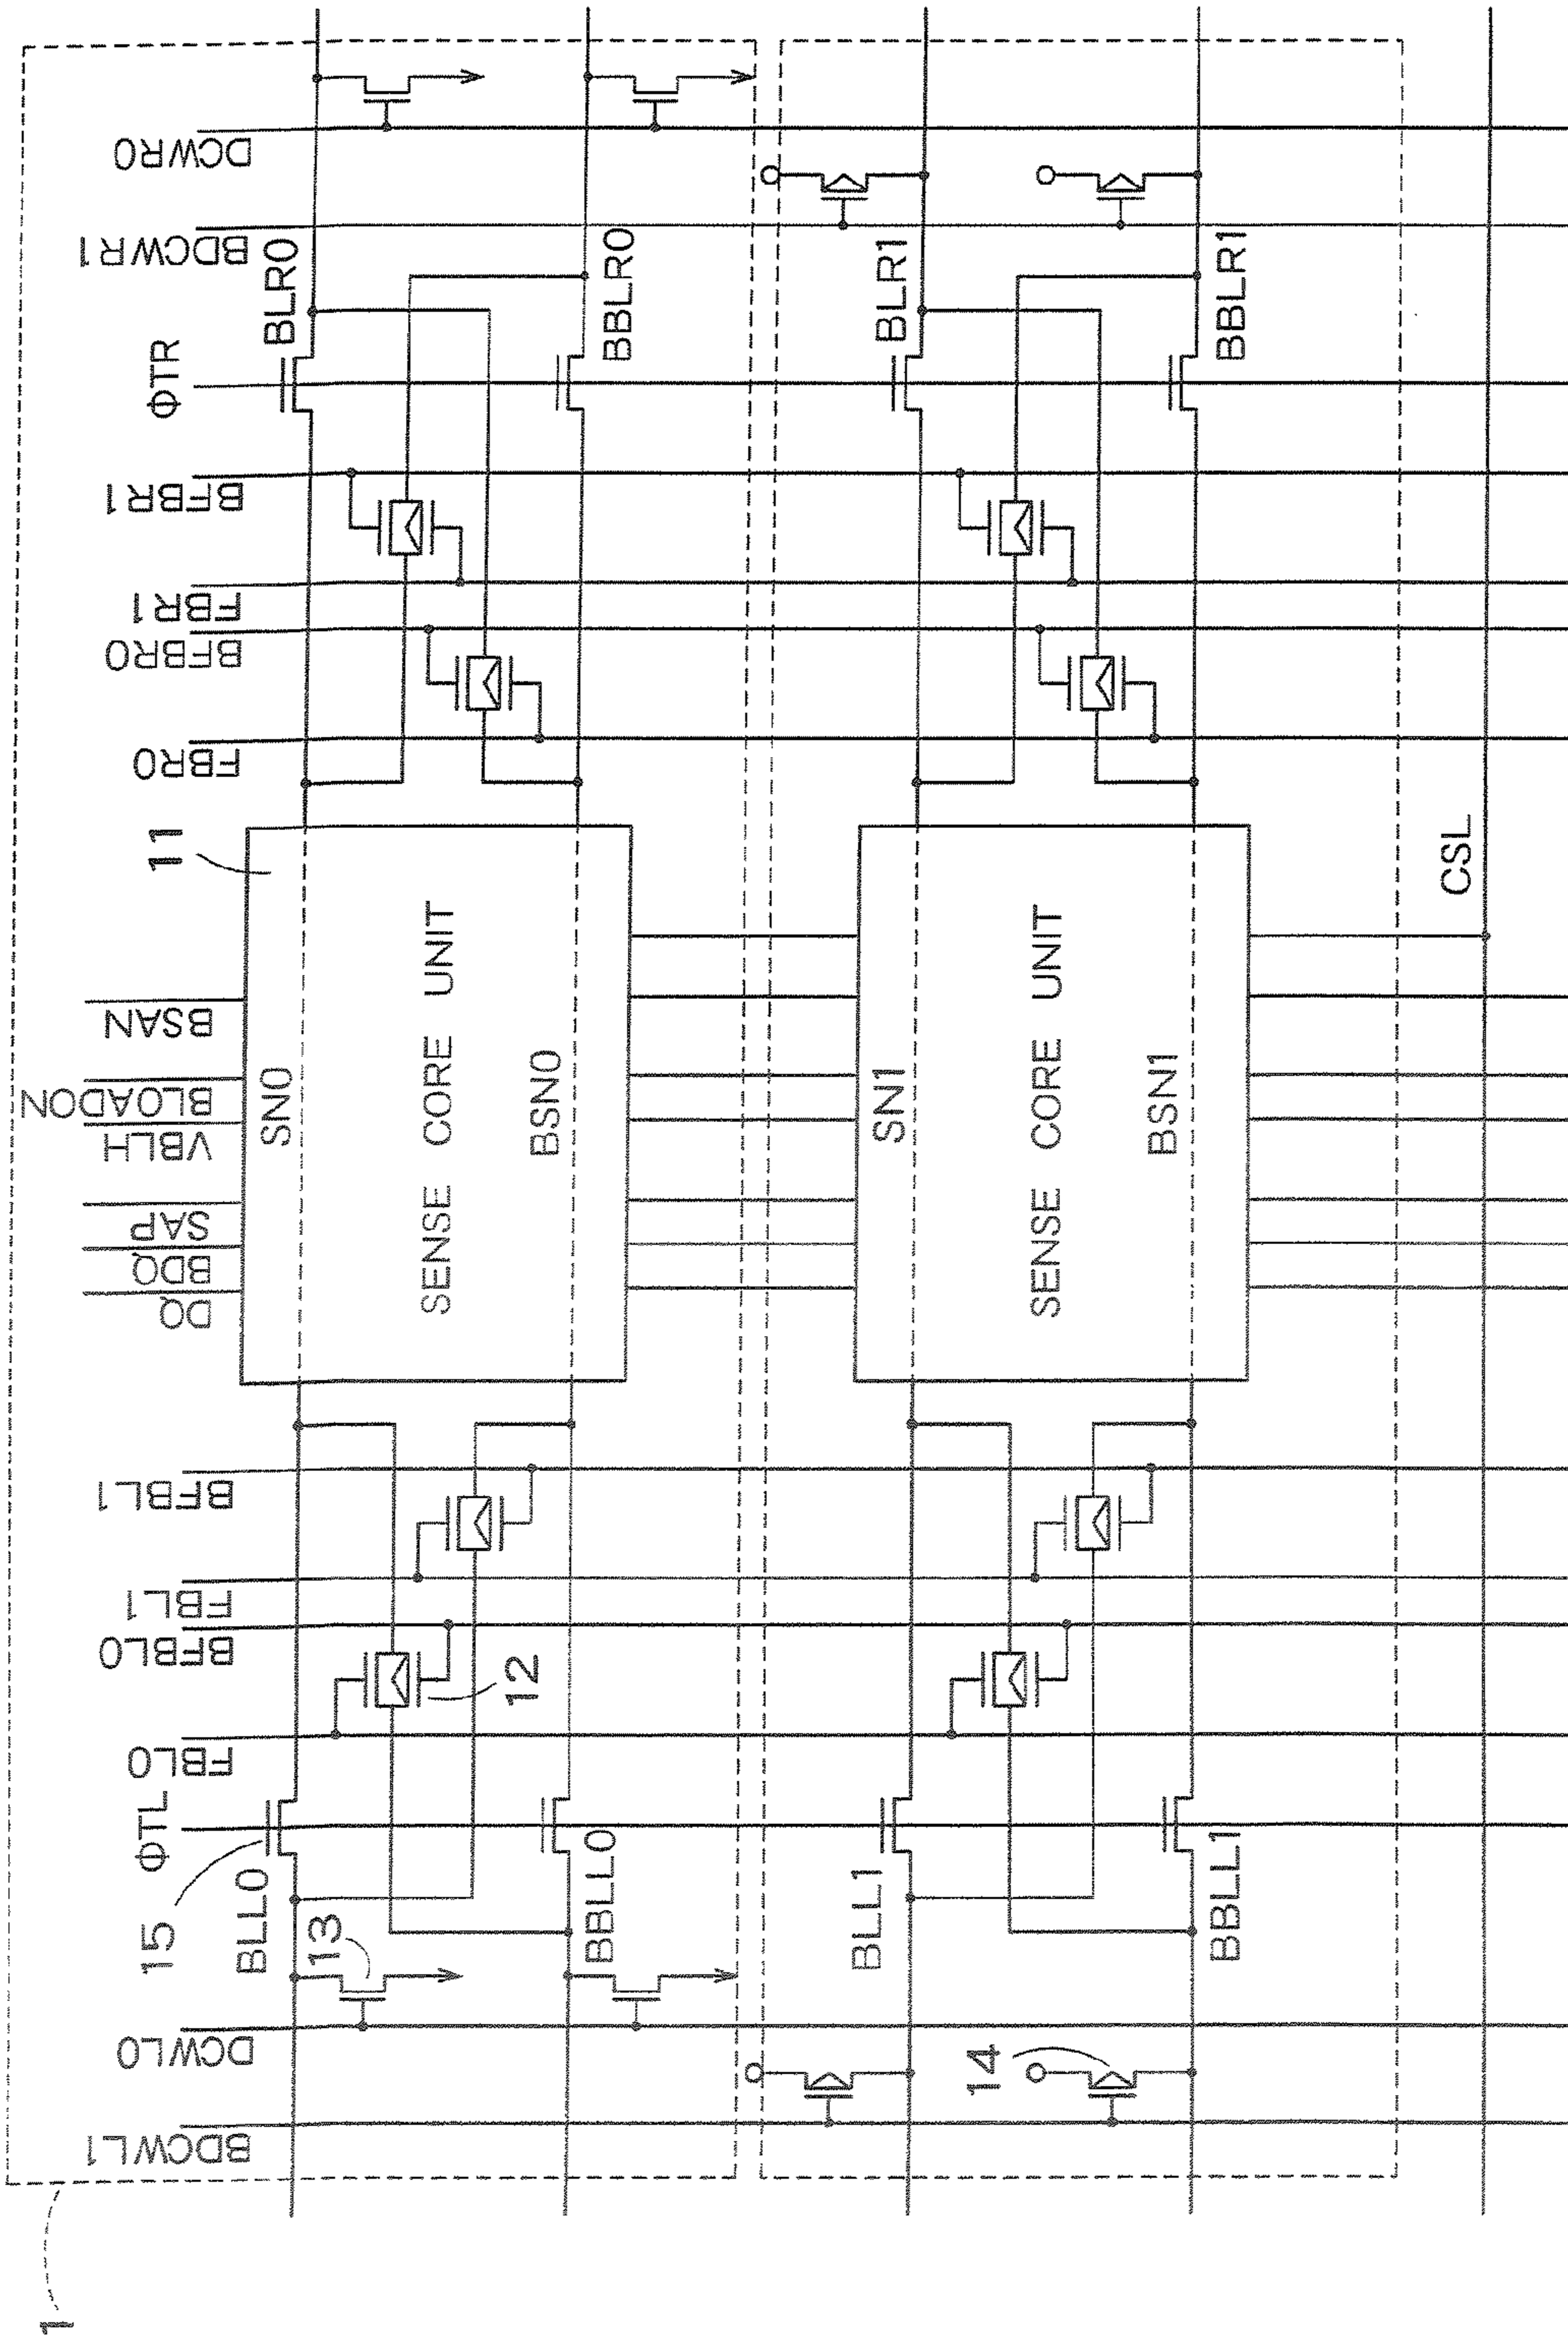 1
BDCWL1
DCWL0
ΦTL
FBL0
BFBL0
FBL1
BFBL1
DQ
BDQ
SAP
VBLH
BLOADON
BSAN
FBR0
BFBR0
FBR1
BFBR1
ΦTR
BDCWR1
DCWR0
15
BLL0
13
BBLL0
12
11
SN0
SENSE CORE UNIT
BSN0
BLR0
BBLR0
14
BLL1
BBLL1
SN1
SENSE CORE UNIT
BSN1
BLR1
BBLR1
CSL